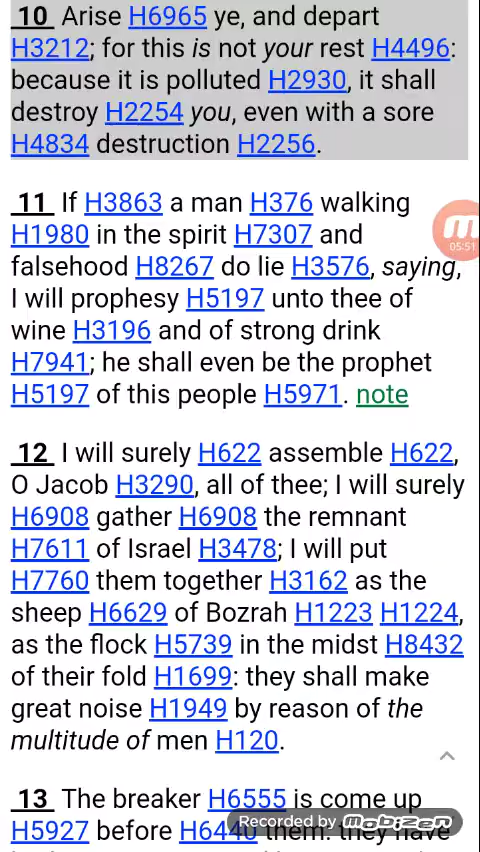 10 Arise H6965 ye, and depart
H3212; for this is not your rest H4496:
because it is polluted H2930, it shall
destroy H2254 you, even with a sore
H4834 destruction H2256.
11 If H3863 a man H376 walking
H1980 in the spirit H7307 and
falsehood H8267 do lie H3576, saying,
I will prophesy H5197 unto thee of
wine H3196 and of strong drink
H7941; he shall even be the prophet
H5197 of this people H5971. note
05:51
12 I will surely H622 assemble H622,
O Jacob H3290, all of thee; I will surely
H6908 gather H6908 the remnant
H7611 of Israel H3478; I will put
H7760 them together H3162 as the
sheep H6629 of Bozrah H1223 H1224,
as the flock H5739 in the midst H8432
of their fold H1699: they shall make
great noise H1949 by reason of the
multitude of men H120.
13 The breaker H6555 is come up
H5927 before H6440 them: they have
Recorded by Mobizen